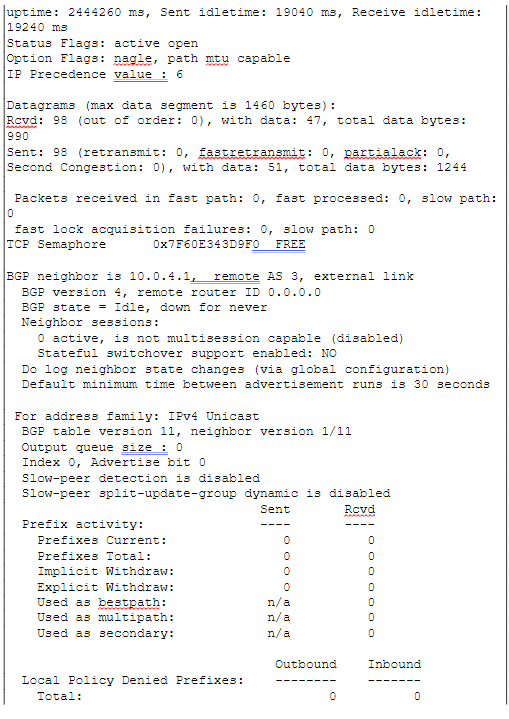 uptime: 2444260 ms, Sent idletime: 19040 ms, Receive idletime:
19240 ms
Status Flags: active open
Option Flags: nagle, path mtu capable
IP Precedence value : 6
Datagrams (max data segment is 1460 bytes):
Rcvd: 98 (out of order: 0), with data: 47, total data bytes:
990
Sent: 98 (retransmit: 0, fastretransmit: 0, partialack: 0,
Second Congestion: 0), with data: 51, total data bytes: 1244
Packets received in fast path: 0, fast processed: 0, slow path:
0
fast lock acquisition failures: 0, slow path: 0
TCP Semaphore      0x7F60E343D9F0  FREE
BGP neighbor is 10.0.4.1,  remote AS 3, external link
BGP version 4, remote router ID 0.0.0.0
BGP state = Idle, down for never
Neighbor sessions:
0 active, is not multisession capable (disabled)
Stateful switchover support enabled: NO
Do log neighbor state changes (via global configuration)
Default minimum time between advertisement runs is 30 seconds
For address family: IPv4 Unicast
BGP table version 11, neighbor version 1/11
Output queue size : 0
Index 0, Advertise bit 0
Slow-peer detection is disabled
Slow-peer split-update-group dynamic is disabled
Sent       Rcvd
Prefix activity:               ----       ----
Prefixes Current:               0          0
Prefixes Total:                 0          0
Implicit Withdraw:              0          0
Explicit Withdraw:              0          0
Used as bestpath:             n/a          0
Used as multipath:            n/a          0
Used as secondary:            n/a          0
Outbound    Inbound
Local Policy Denied Prefixes:    --------    -------
Total:                                0          0